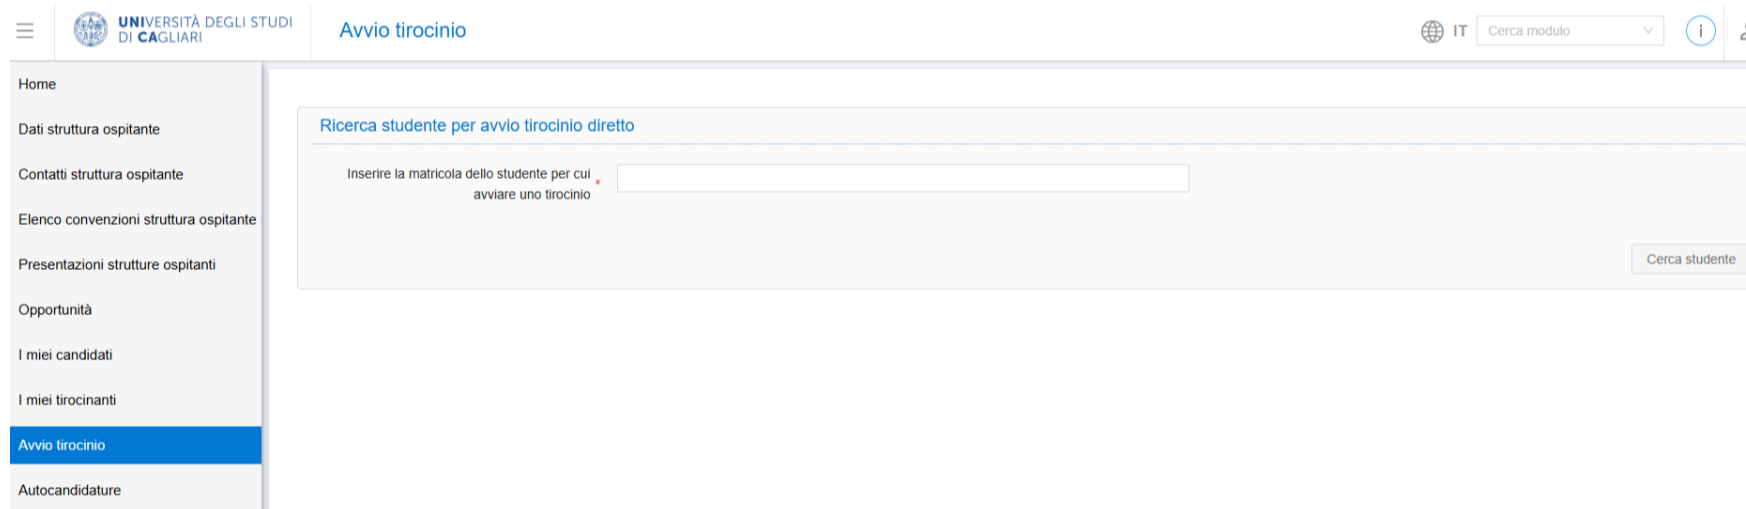 UNIVERSITÀ DEGLI STUDI
DI CAGLIARI
Avvio tirocinio
IT
Cerca modulo
i
Home
Dati struttura ospitante
Contatti struttura ospitante
Elenco convenzioni struttura ospitante
Presentazioni strutture ospitanti
Opportunità
I miei candidati
I miei tirocinanti
Avvio tirocinio
Autocandidature
Ricerca studente per avvio tirocinio diretto
Inserire la matricola dello studente per cui
avviare uno tirocinio *
Cerca studente